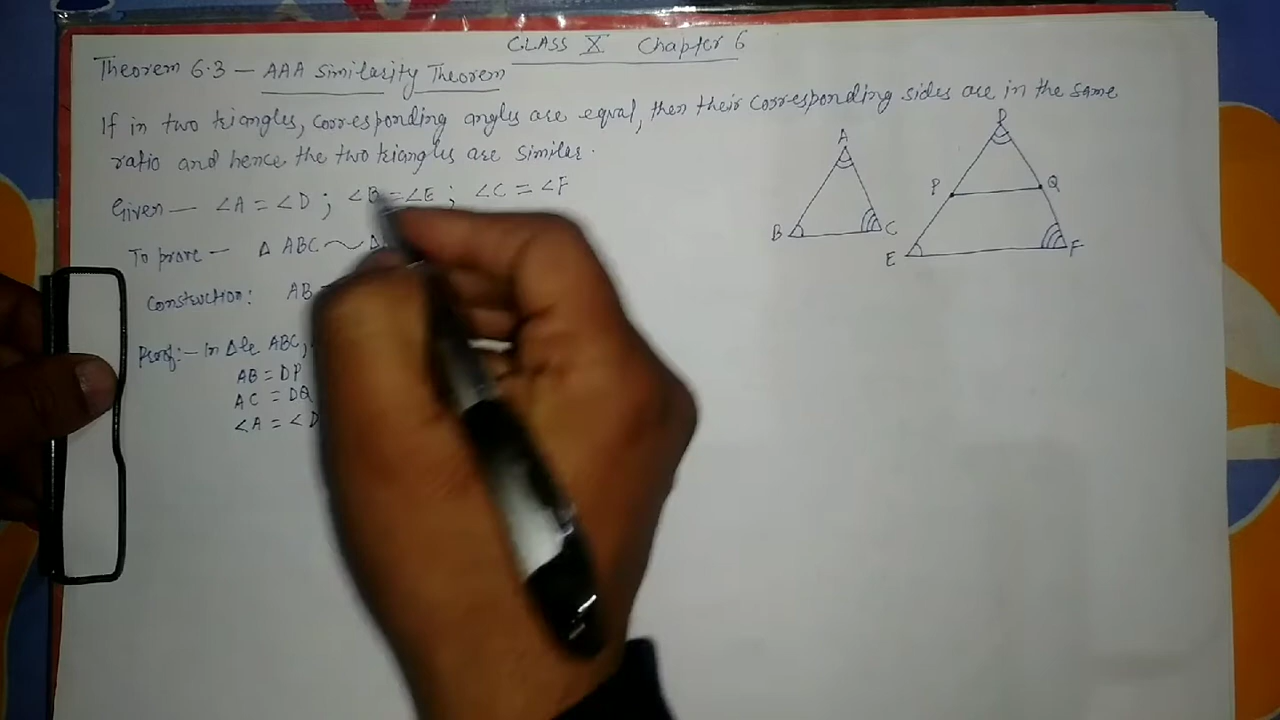 CLASS X Chapter 6
Theorem 6.3 — AAA Similarity Theorem
If in two triangles, corresponding angles are equal, then their corresponding sides are in the same
ratio and hence the two triangles are similar.
Given — ∠A = ∠D ; ∠B = ∠E ; ∠C = ∠F
To prove — Δ ABC ~ Δ
Construction: AB
Proof:- In Δle ABC,
AB = DP
AC = DQ
∠A = ∠D
A
B
C
D
P
Q
E
F